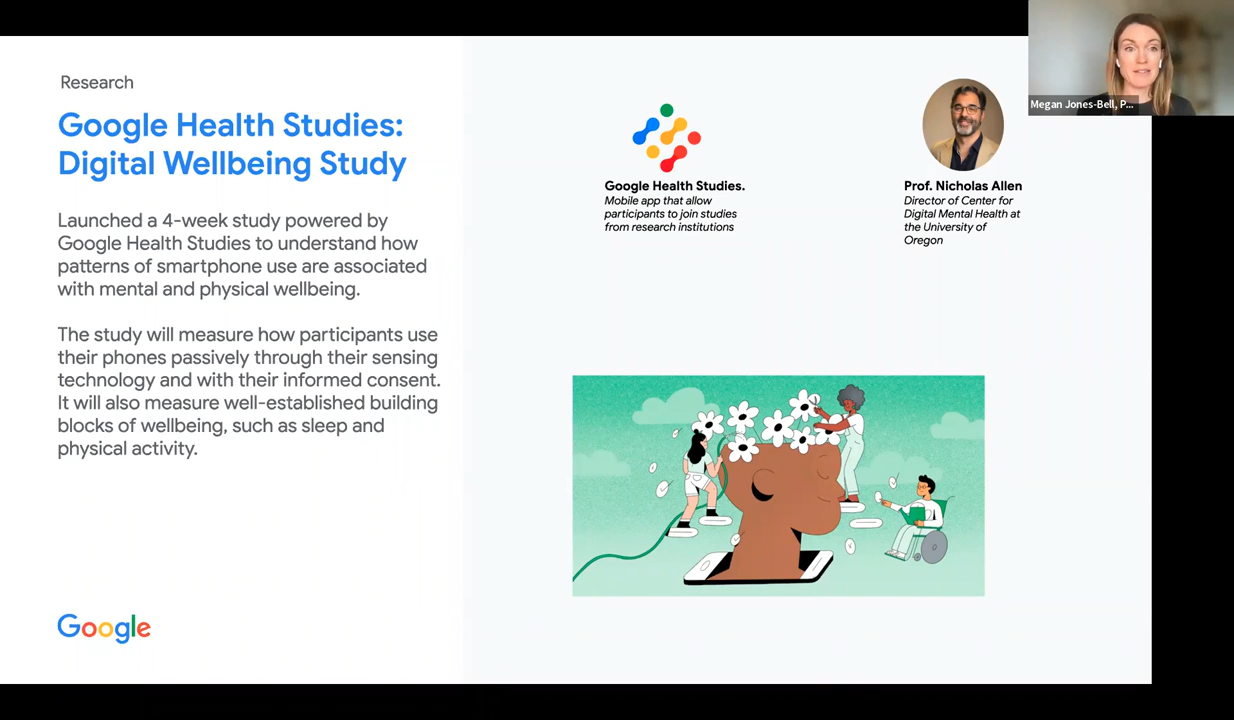 Research
Google Health Studies:
Digital Wellbeing Study
Launched a 4-week study powered by
Google Health Studies to understand how
patterns of smartphone use are associated
with mental and physical wellbeing.
The study will measure how participants use
their phones passively through their sensing
technology and with their informed consent.
It will also measure well-established building
blocks of wellbeing, such as sleep and
physical activity.
Google
Google Health Studies.
Mobile app that allow
participants to join studies
from research institutions
Prof. Nicholas Allen
Director of Center for
Digital Mental Health at
the University of
Oregon
Megan Jones-Bell, P...